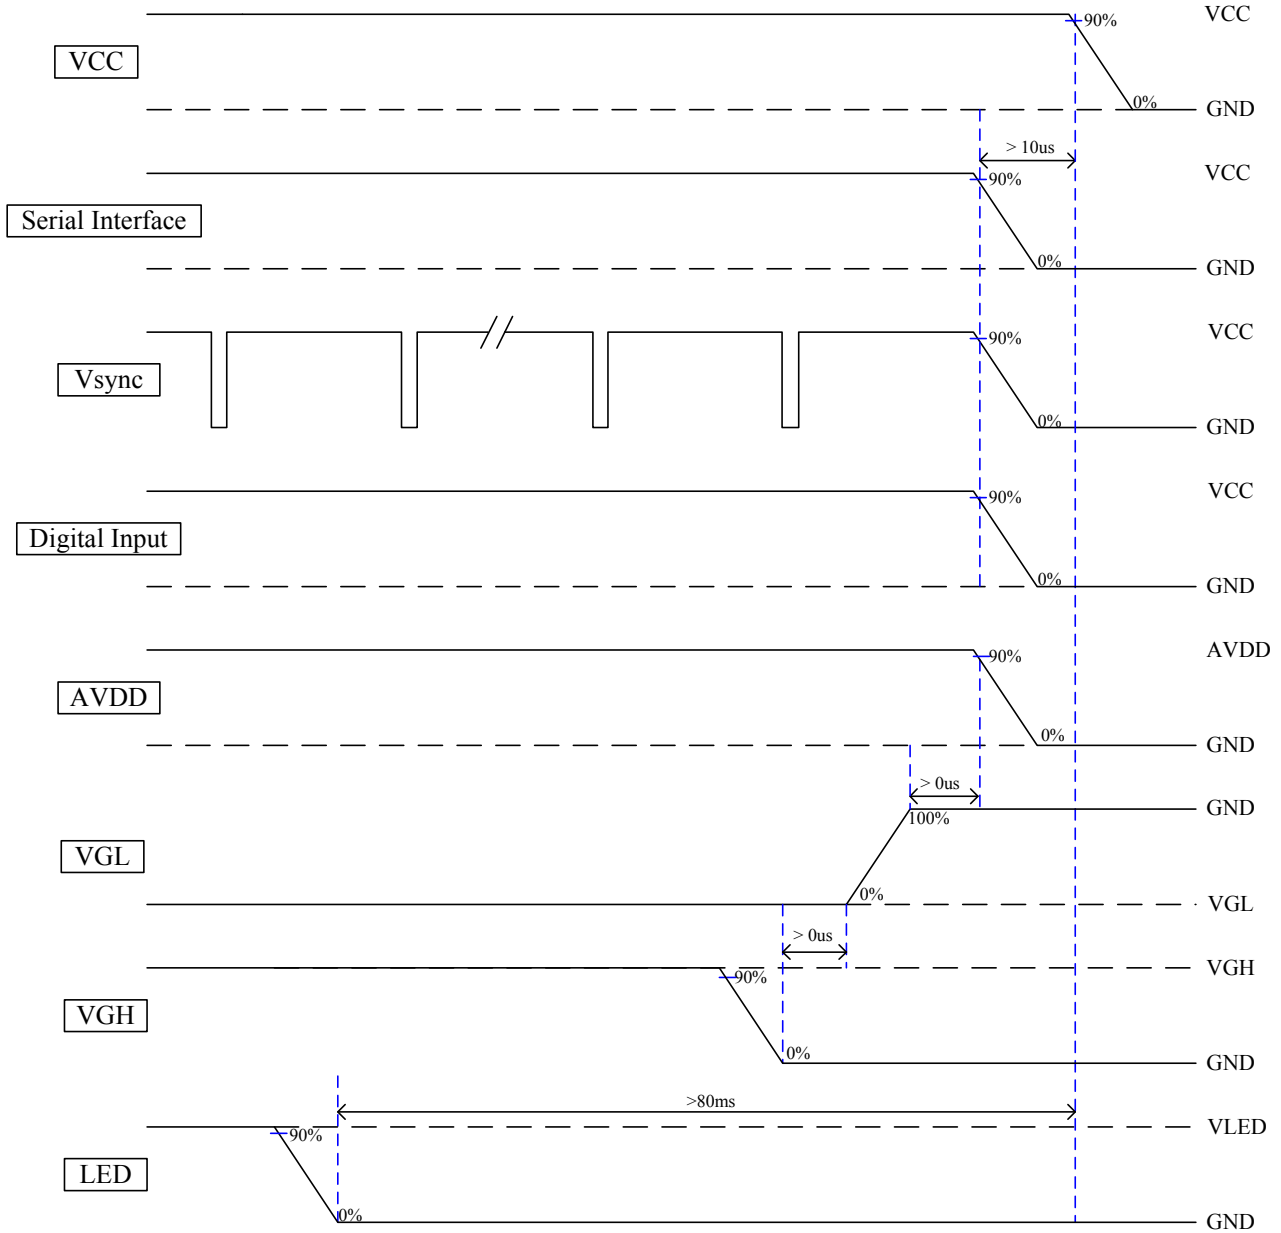 VCC
90%
VCC
0%
GND
> 10us
VCC
90%
Serial Interface
0%
GND
VCC
90%
Vsync
0%
GND
VCC
90%
Digital Input
0%
GND
AVDD
90%
AVDD
0%
GND
> 0us
GND
100%
VGL
0%
VGL
> 0us
VGH
90%
VGH
0%
GND
>80ms
VLED
90%
LED
0%
GND